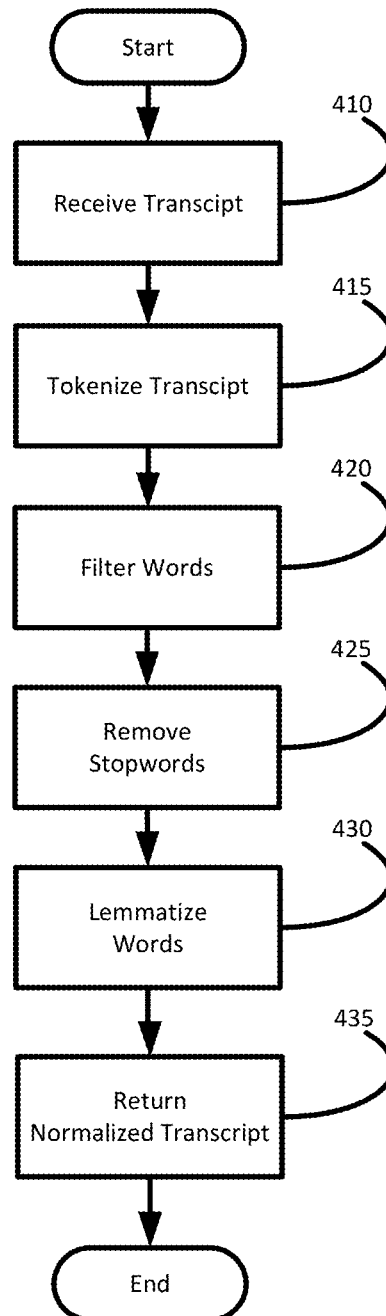 Start
410
Receive Transcipt
415
Tokenize Transcipt
420
Filter Words
425
Remove
Stopwords
430
Lemmatize
Words
435
Return
Normalized Transcript
End